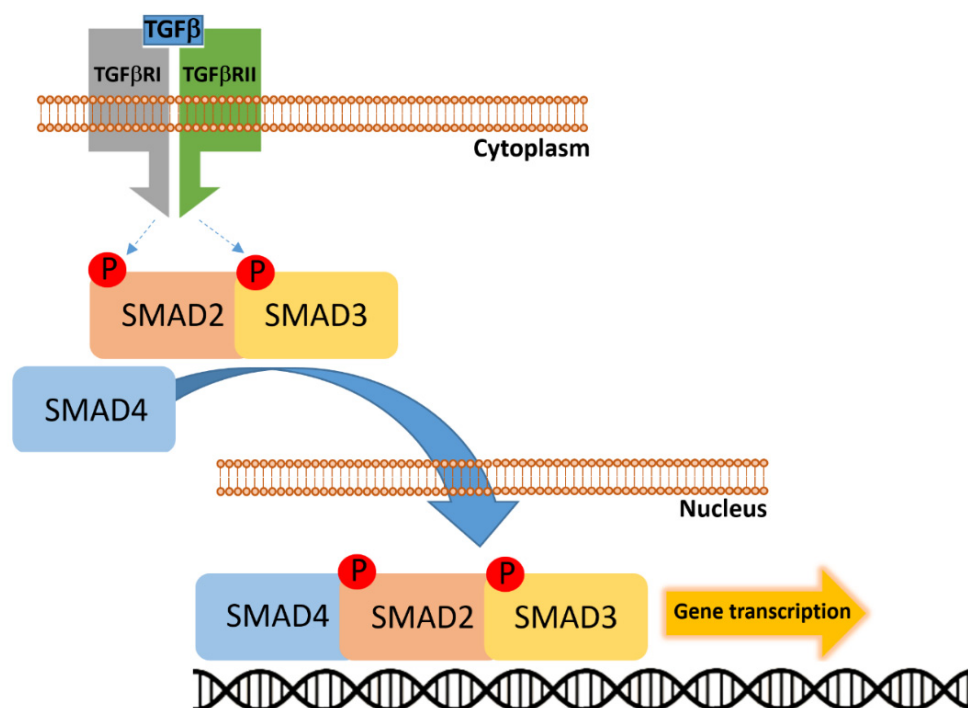 TGFβ
TGFβRI
TGFβRII
Cytoplasm
P
P
SMAD2
SMAD3
SMAD4
Nucleus
P
P
SMAD4
SMAD2
SMAD3
Gene transcription